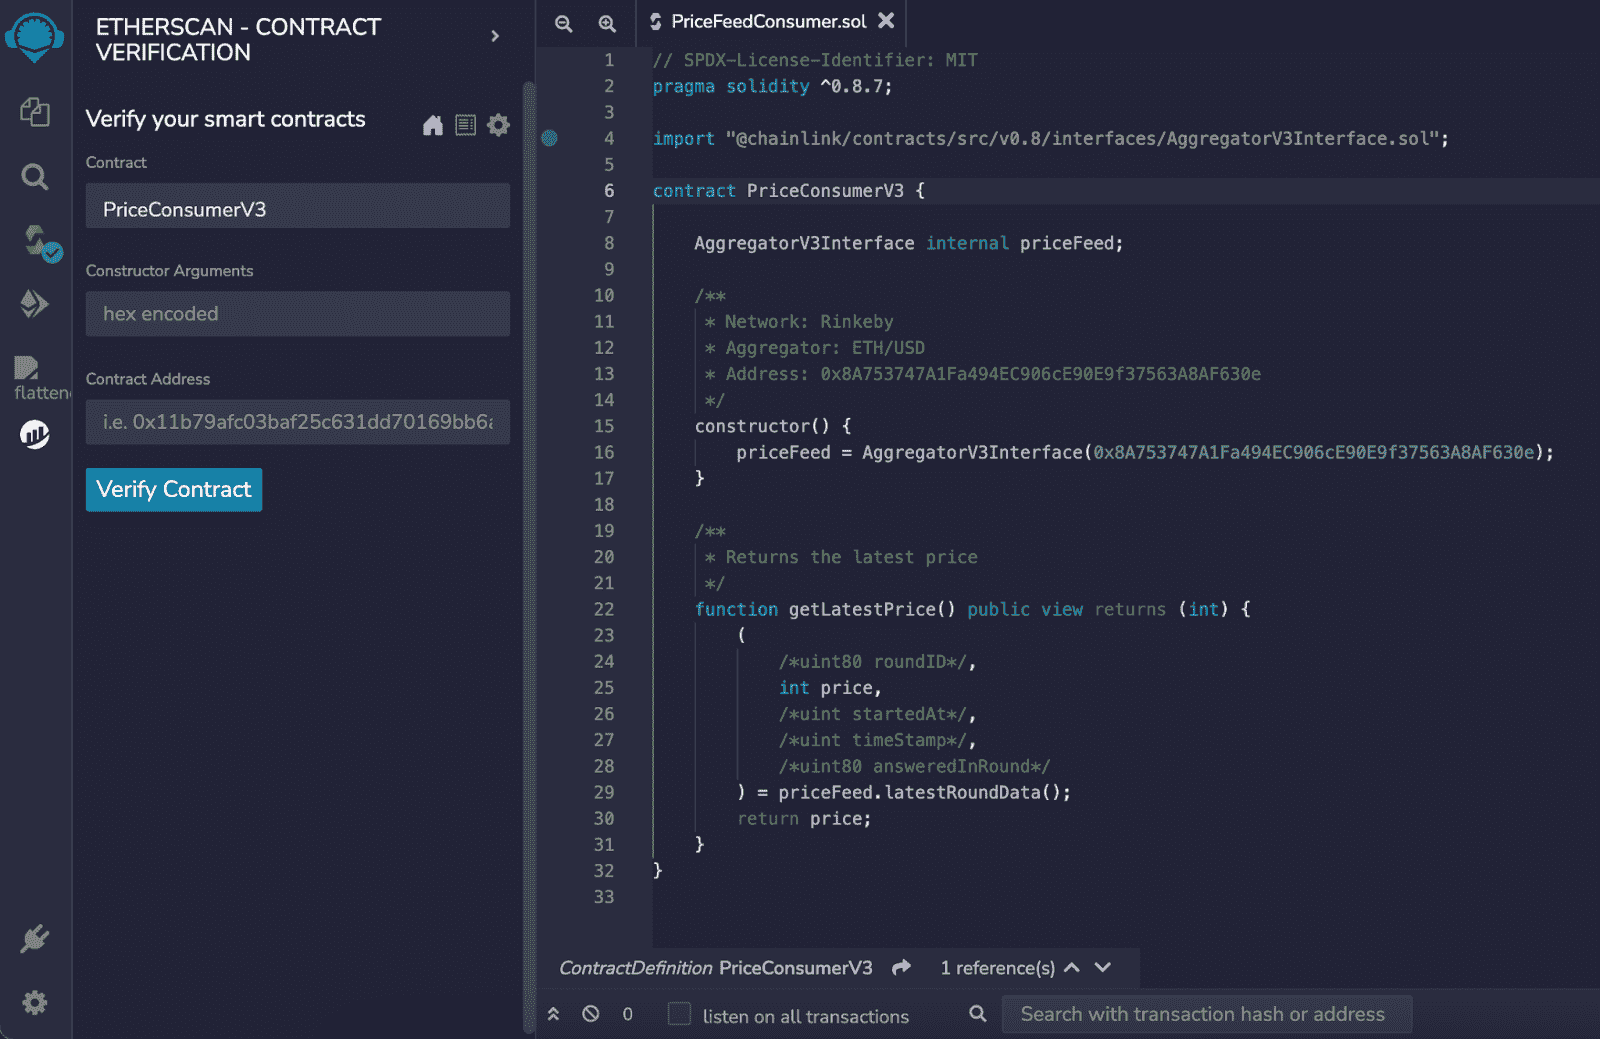 ETHERSCAN - CONTRACT
VERIFICATION
Verify your smart contracts
Contract
PriceConsumerV3
Constructor Arguments
hex encoded
Contract Address
i.e. 0x11b79afc03baf25c631dd70169bb6a
Verify Contract
flatten
PriceFeedConsumer.sol
1 // SPDX-License-Identifier: MIT
2 pragma solidity ^0.8.7;
3
4 import "@chainlink/contracts/src/v0.8/interfaces/AggregatorV3Interface.sol";
5
6 contract PriceConsumerV3 {
7
8 AggregatorV3Interface internal priceFeed;
9
10 /**
11 * Network: Rinkeby
12 * Aggregator: ETH/USD
13 * Address: 0x8A753747A1Fa494EC906cE90E9f37563A8AF630e
14 */
15 constructor() {
16 priceFeed = AggregatorV3Interface(0x8A753747A1Fa494EC906cE90E9f37563A8AF630e);
17 }
18
19 /**
20 * Returns the latest price
21 */
22 function getLatestPrice() public view returns (int) {
23 (
24 /*uint80 roundID*/,
25 int price,
26 /*uint startedAt*/,
27 /*uint timeStamp*/,
28 /*uint80 answeredInRound*/
29 ) = priceFeed.latestRoundData();
30 return price;
31 }
32 }
33
ContractDefinition PriceConsumerV3 1 reference(s)
0 listen on all transactions Search with transaction hash or address